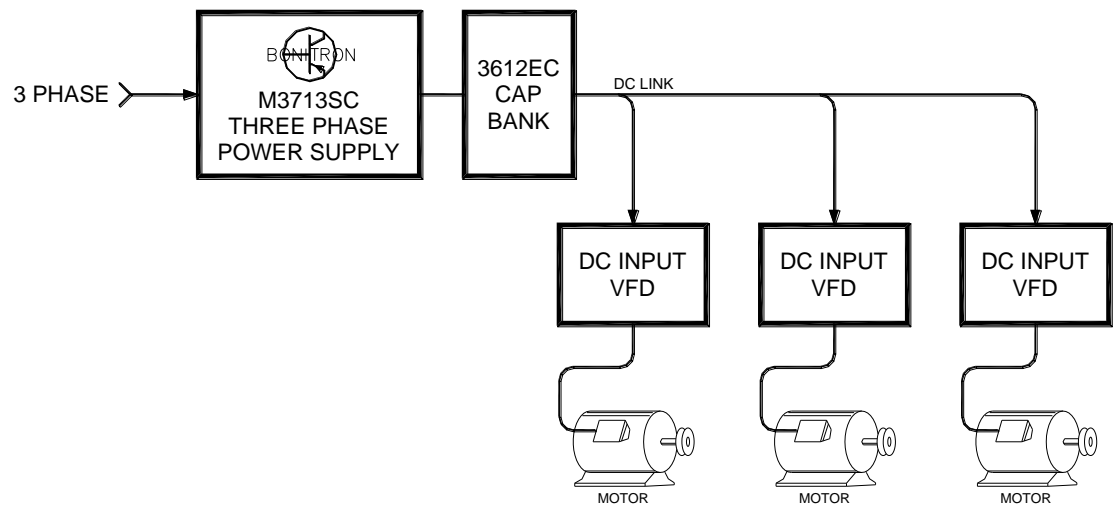 BONITRON
3 PHASE
M3713SC
THREE PHASE
POWER SUPPLY
3612EC
CAP
BANK
DC LINK
DC INPUT
VFD
DC INPUT
VFD
DC INPUT
VFD
MOTOR
MOTOR
MOTOR